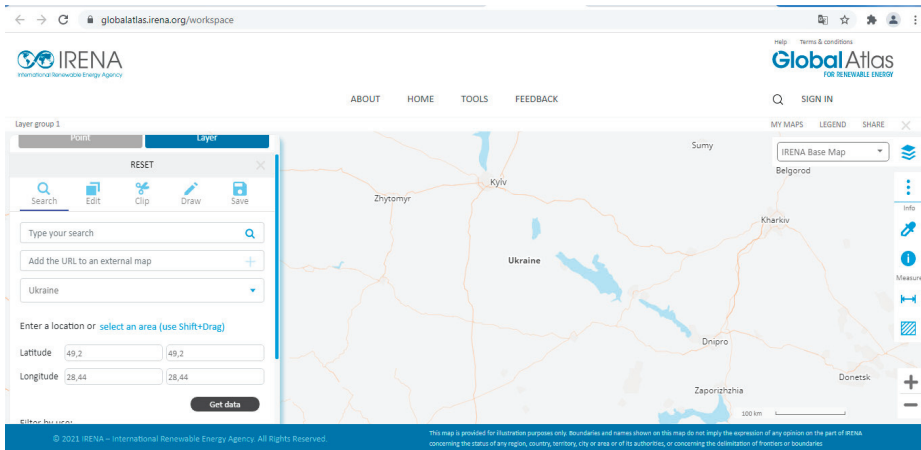 globalatlas.irena.org/workspace
IRENA
International Renewable Energy Agency
Help Terms & conditions
Global Atlas
FOR RENEWABLE ENERGY
ABOUT HOME TOOLS FEEDBACK
SIGN IN
Layer group 1
MY MAPS LEGEND SHARE
Point Layer
RESET
Search Edit Clip Draw Save
Type your search
Add the URL to an external map
Ukraine
Enter a location or select an area (use Shift+Drag)
Latitude 49,2 49,2
Longitude 28,44 28,44
Get data
Filter by use:
Sumy
IRENA Base Map
Belgorod
Kyiv
Zhytomyr
Kharkiv
Info
Ukraine
Measure
Dnipro
Donetsk
Zaporizhzhia
100 km
© 2021 IRENA – International Renewable Energy Agency. All Rights Reserved.
This map is provided for illustration purposes only. Boundaries and names shown on this map do not imply the expression of any opinion on the part of IRENA
concerning the status of any region, country, territory, city or area or of its authorities, or concerning the delimitation of frontiers or boundaries